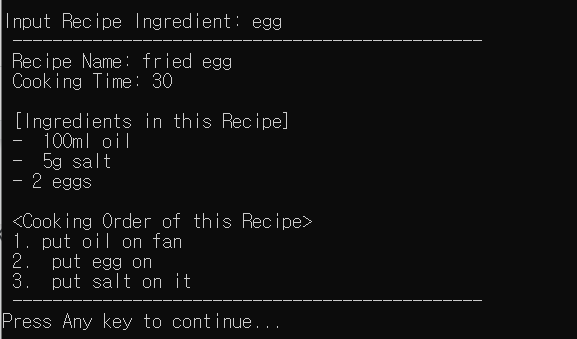 Input Recipe Ingredient: egg
-----------------------------------------------
Recipe Name: fried egg
Cooking Time: 30
[Ingredients in this Recipe]
-  100ml oil
-  5g salt
- 2 eggs
<Cooking Order of this Recipe>
1. put oil on fan
2.  put egg on
3.  put salt on it
-----------------------------------------------
Press Any key to continue...